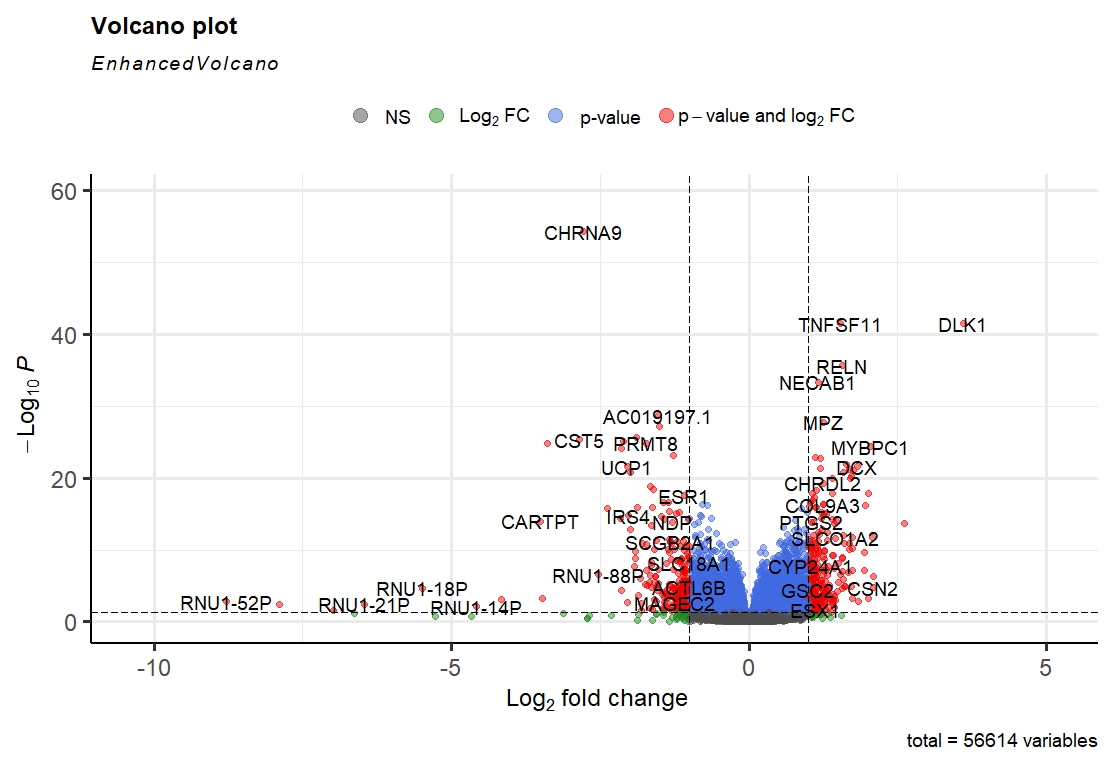 Volcano plot
EnhancedVolcano
NS Log2 FC p-value p − value and log2 FC
60
CHRNA9
40
TNFSF11 DLK1
RELN
NECAB1
AC019197.1
MPZ
CST5 PRMT8
MYBPC1
UCP1 DCX
20
CHRDL2
ESR1
COL9A3
CARTPT IRS4 NDP PTGS2
SCGB2A1 SLCO1A2
SLC18A1 CYP24A1
RNU1-88P
RNU1-18P ACTL6B GSC2 CSN2
RNU1-52P RNU1-21P RNU1-14P MAGEC2
ESX1
0
−Log10 P
-10 -5 0 5
Log2 fold change
total = 56614 variables